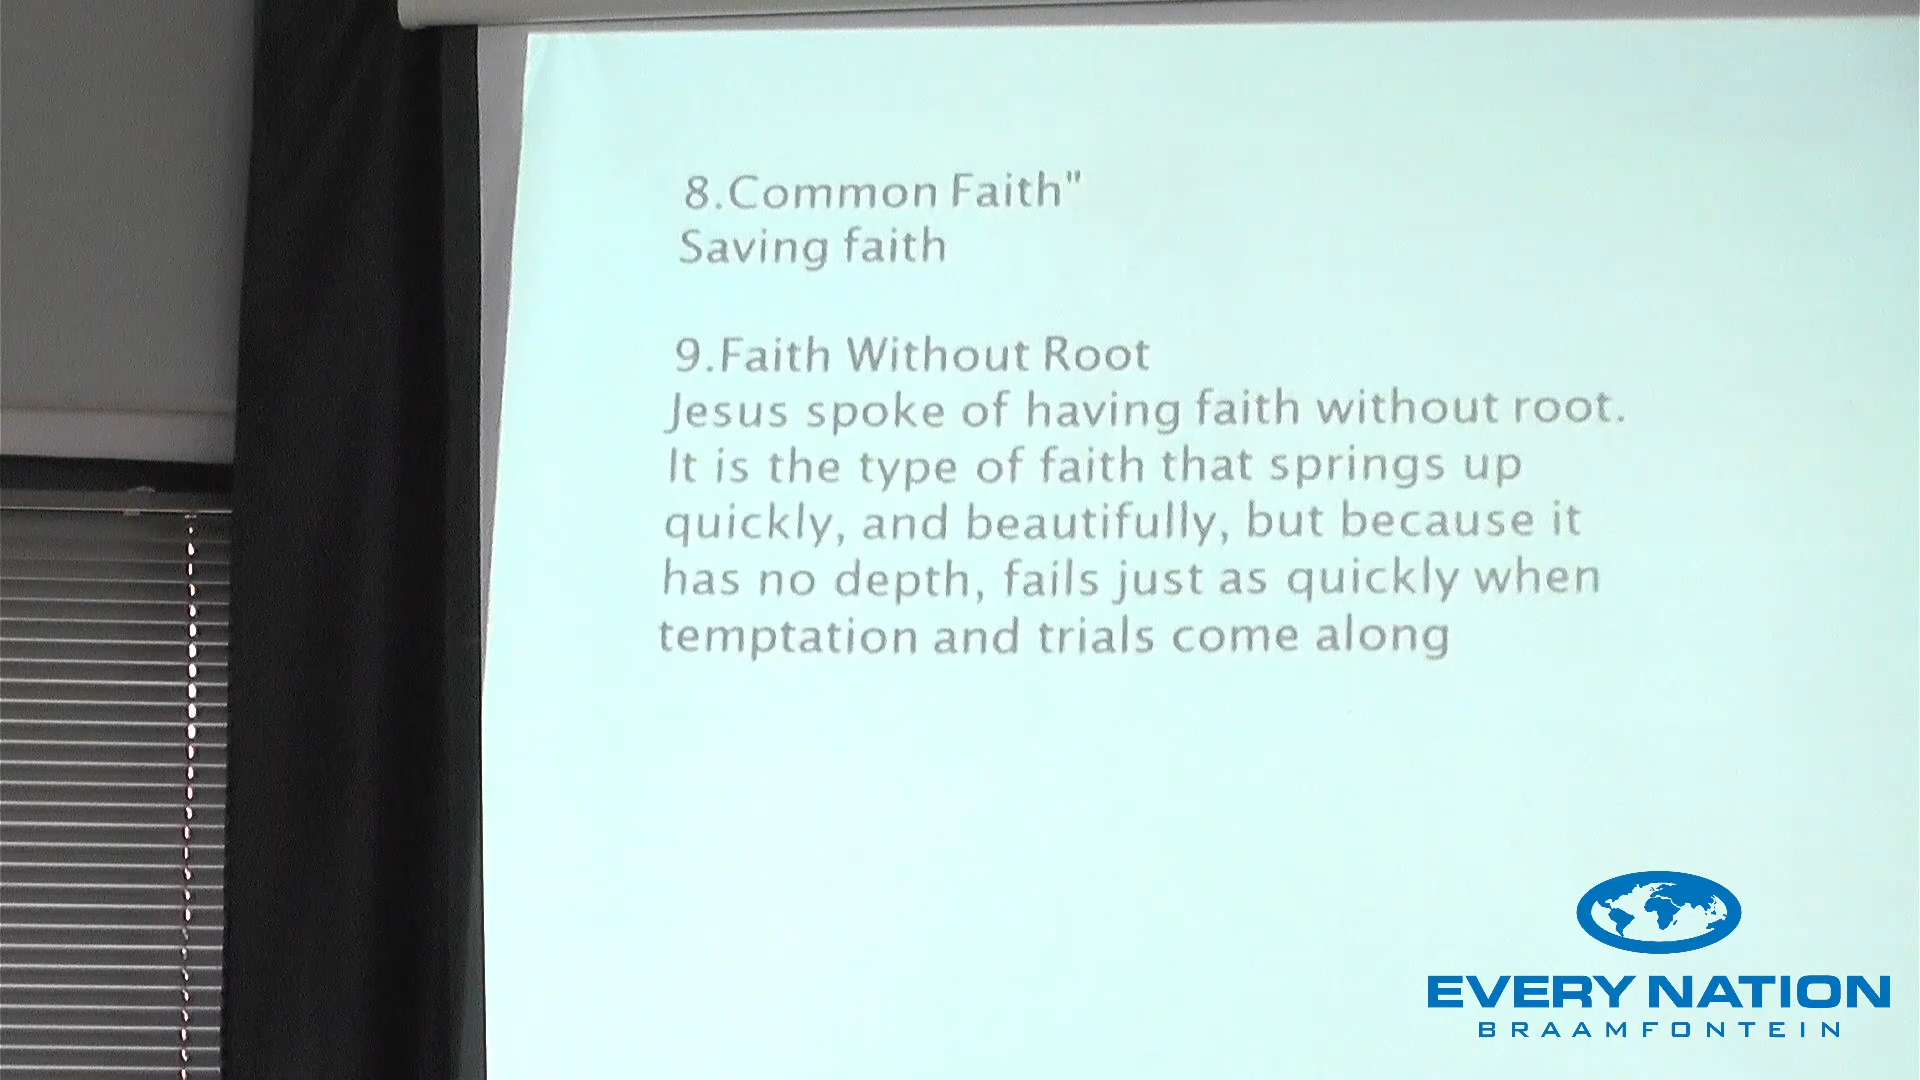 8.Common Faith"
Saving faith
9.Faith Without Root
Jesus spoke of having faith without root.
It is the type of faith that springs up
quickly, and beautifully, but because it
has no depth, fails just as quickly when
temptation and trials come along
EVERY NATION
BRAAMFONTEIN